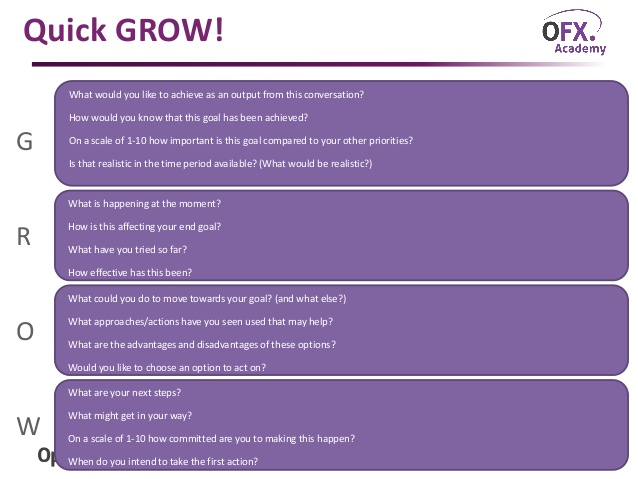 Quick GROW!
OFX.
Academy
G
What would you like to achieve as an output from this conversation?
How would you know that this goal has been achieved?
On a scale of 1-10 how important is this goal compared to your other priorities?
Is that realistic in the time period available? (What would be realistic?)
R
What is happening at the moment?
How is this affecting your end goal?
What have you tried so far?
How effective has this been?
O
What could you do to move towards your goal? (and what else?)
What approaches/actions have you seen used that may help?
What are the advantages and disadvantages of these options?
Would you like to choose an option to act on?
W
What are your next steps?
What might get in your way?
On a scale of 1-10 how committed are you to making this happen?
When do you intend to take the first action?